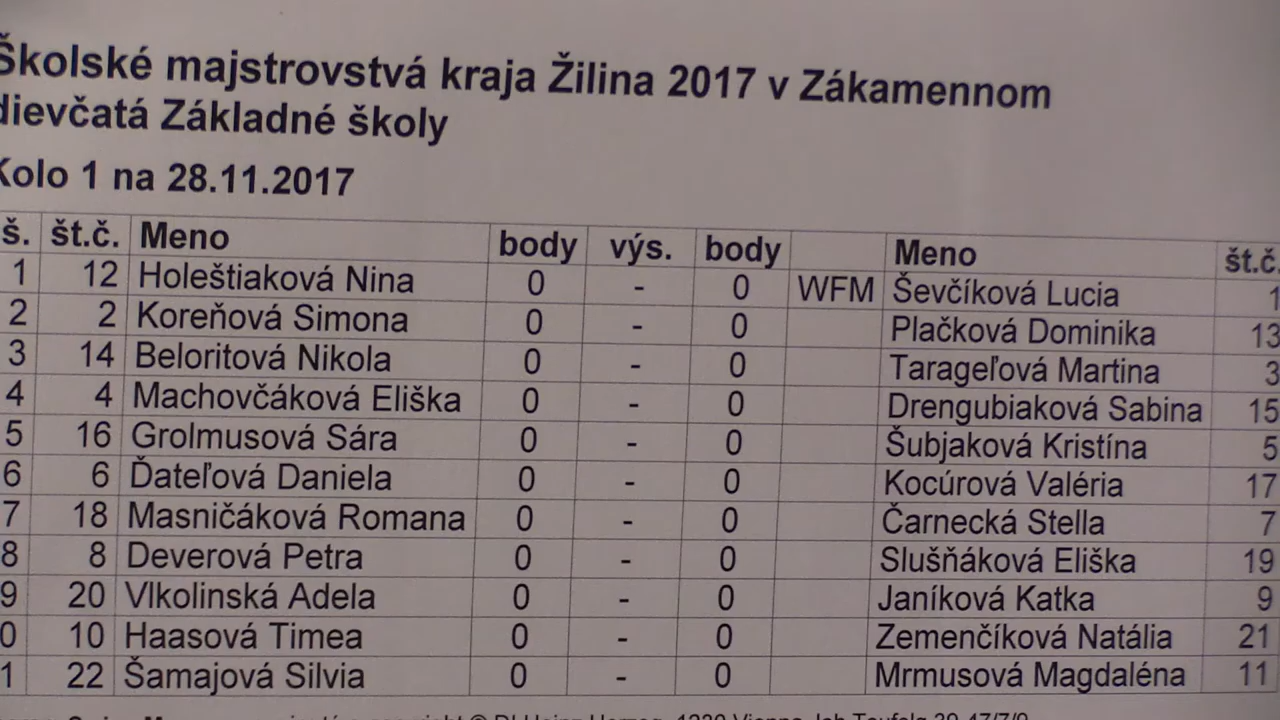 Školské majstrovstvá kraja Žilina 2017 v Zákamennom
dievčatá Základné školy
Kolo 1 na 28.11.2017
š. št.č. Meno body výs. body Meno št.č.
1 12 Holeštiaková Nina 0 - 0 WFM Ševčíková Lucia 1
2 2 Koreňová Simona 0 - 0 Plačková Dominika 13
3 14 Beloritová Nikola 0 - 0 Tarageľová Martina 3
4 4 Machovčáková Eliška 0 - 0 Drengubiaková Sabina 15
5 16 Grolmusová Sára 0 - 0 Šubjaková Kristína 5
6 6 Ďateľová Daniela 0 - 0 Kocúrová Valéria 17
7 18 Masničáková Romana 0 - 0 Čarnecká Stella 7
8 8 Deverová Petra 0 - 0 Slušňáková Eliška 19
9 20 Vlkolinská Adela 0 - 0 Janíková Katka 9
0 10 Haasová Timea 0 - 0 Zemenčíková Natália 21
1 22 Šamajová Silvia 0 - 0 Mrmusová Magdaléna 11